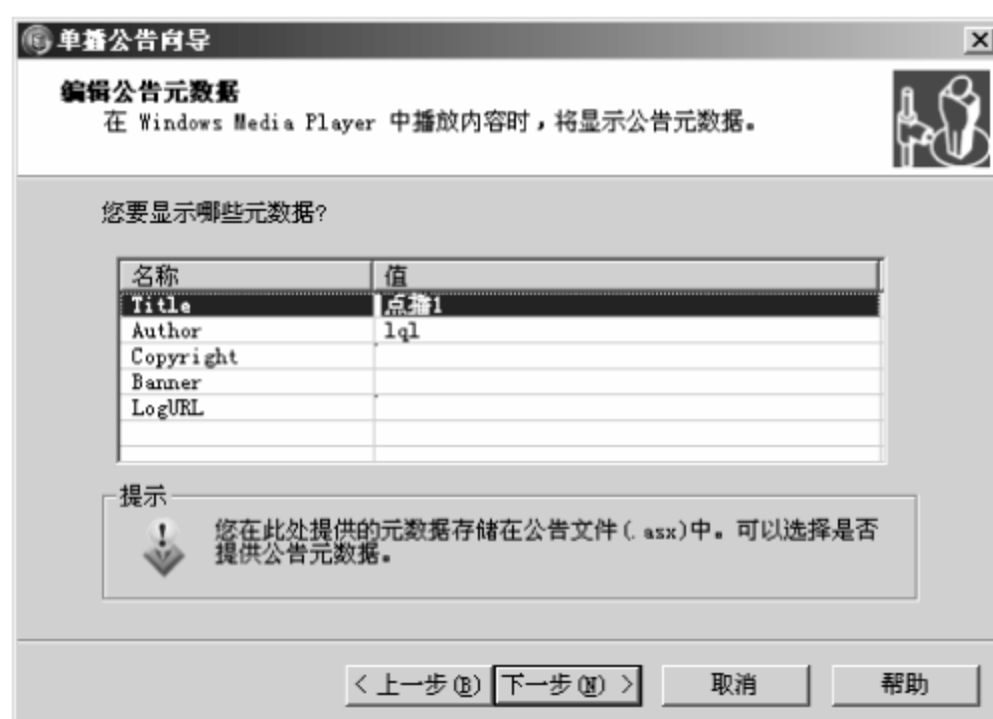 单播公告向导
编辑公告元数据
在 Windows Media Player 中播放内容时，将显示公告元数据。
您要显示哪些元数据?
名称 值
Title 点播1
Author lql
Copyright
Banner
LogURL
提示
您在此处提供的元数据存储在公告文件(.asx)中。可以选择是否
提供公告元数据。
< 上一步(B) 下一步(N) > 取消 帮助